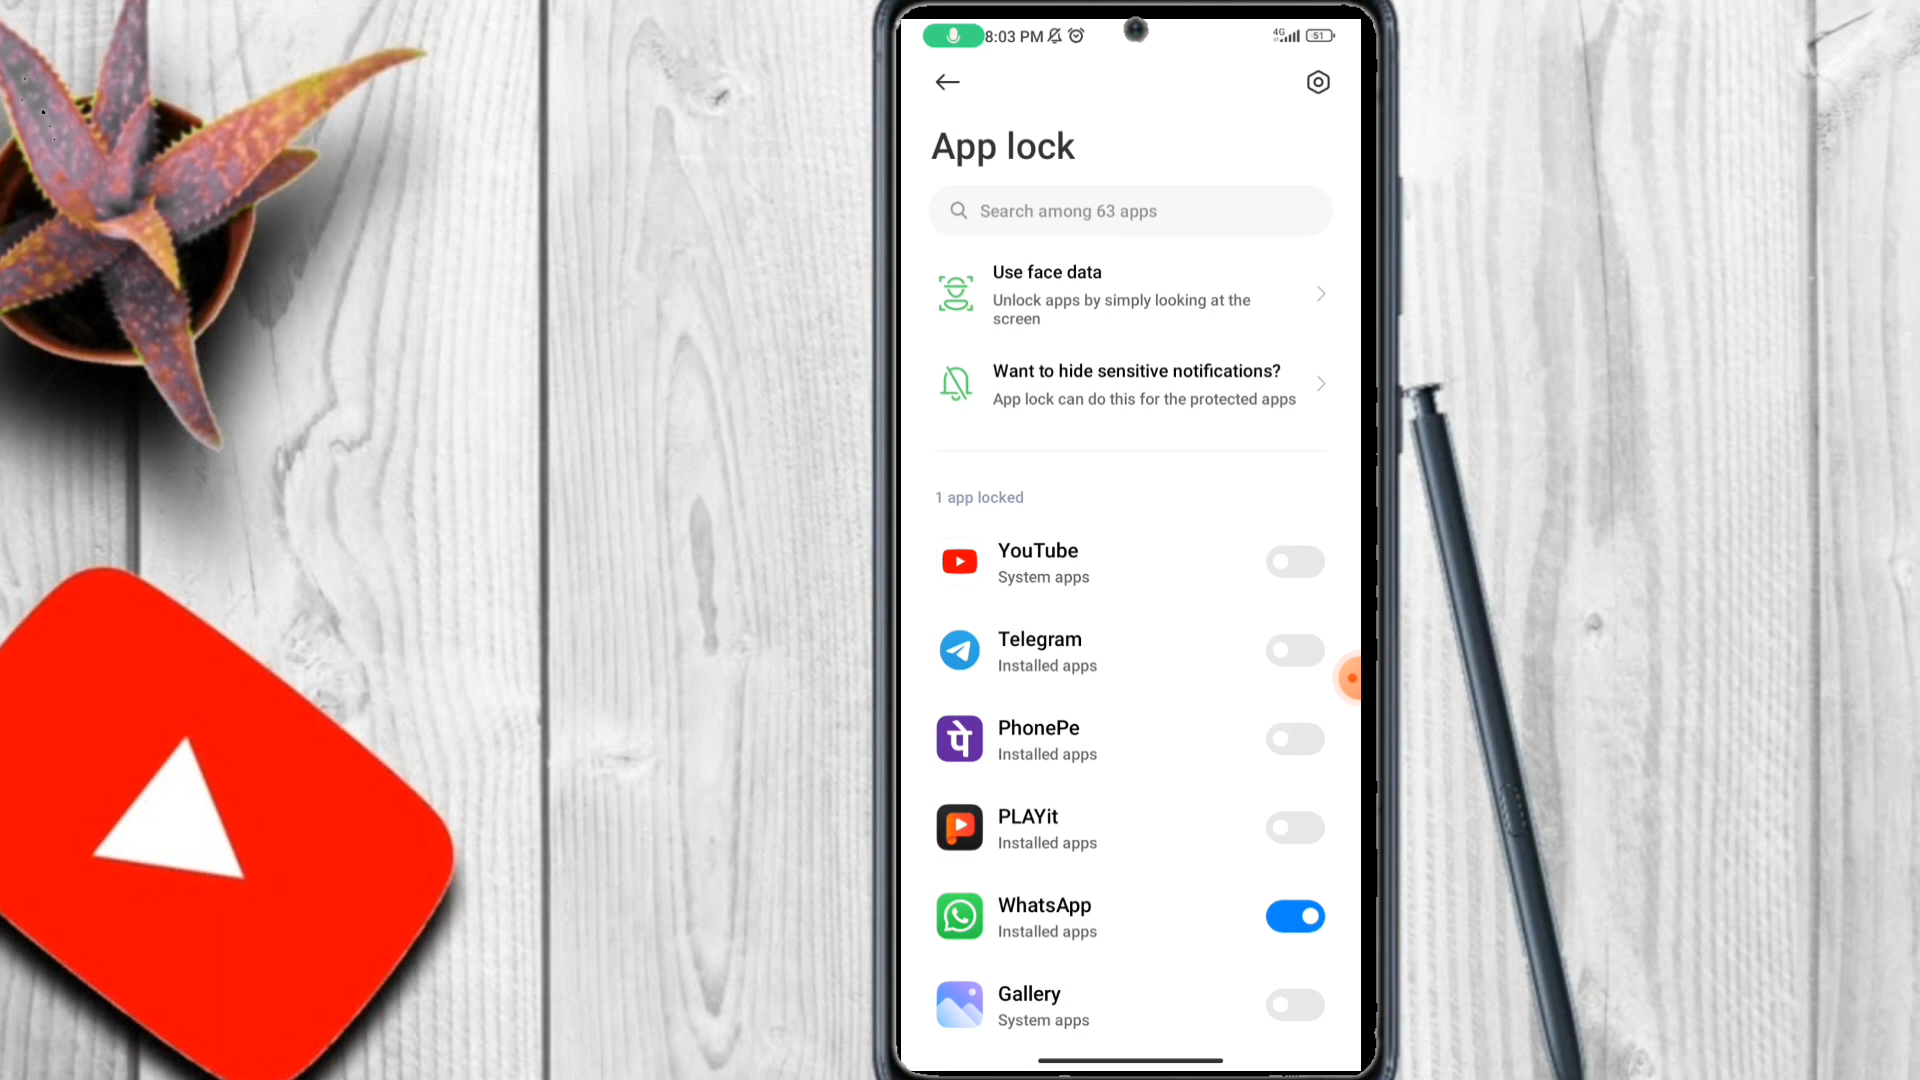 8:03 PM
4G
51
App lock
Search among 63 apps
Use face data
Unlock apps by simply looking at the
screen
Want to hide sensitive notifications?
App lock can do this for the protected apps
1 app locked
YouTube
System apps
Telegram
Installed apps
पे
PhonePe
Installed apps
PLAYit
Installed apps
WhatsApp
Installed apps
Gallery
System apps